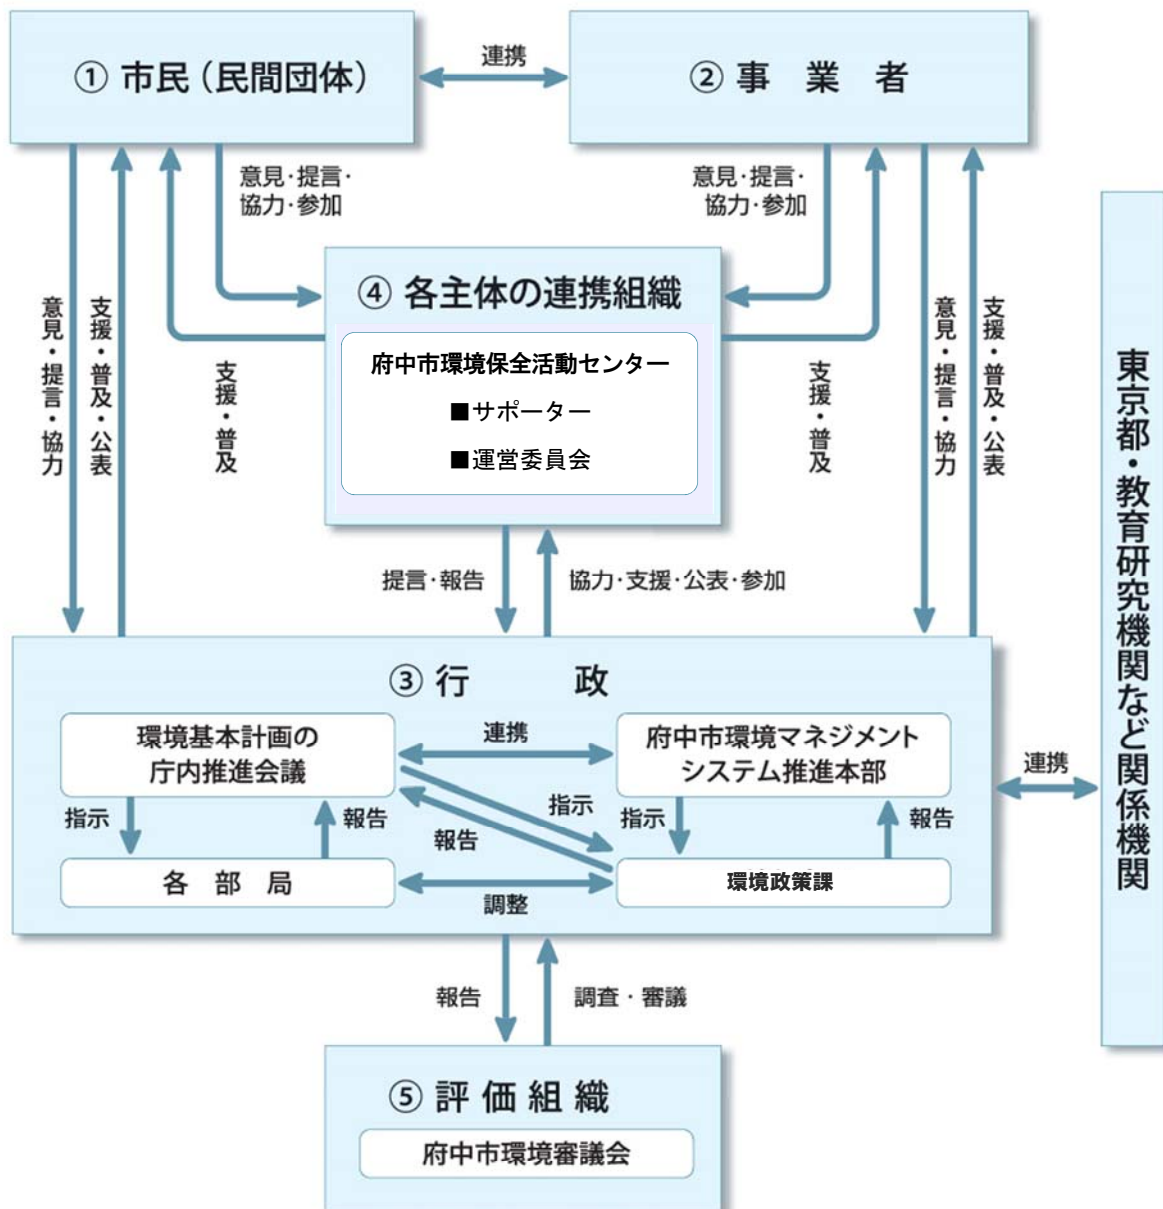 ① 市民（民間団体）
連携
② 事　業　者
意見・提言・
協力・参加
意見・提言・
協力・参加
④ 各主体の連携組織
府中市環境保全活動センター
■サポーター
■運営委員会
意見・提言・協力
支援・普及・公表
支援・普及
支援・普及
意見・提言・協力
支援・普及・公表
東京都・教育研究機関など関係機関
提言・報告
協力・支援・公表・参加
③ 行　　政
環境基本計画の
庁内推進会議
連携
府中市環境マネジメント
システム推進本部
連携
指示
報告
指示
報告
指示
報告
各　部　局
調整
環境政策課
報告
調査・審議
⑤ 評価組織
府中市環境審議会